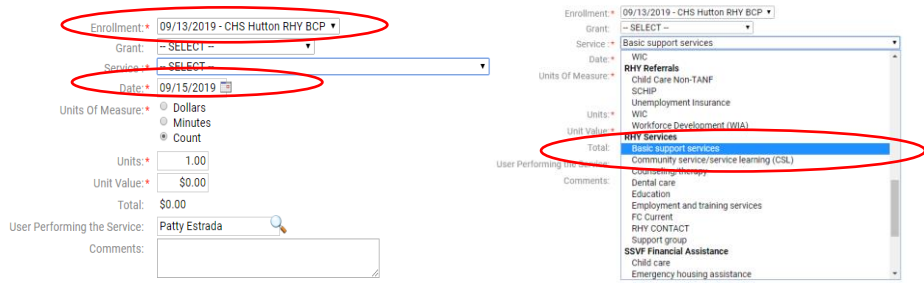 Enrollment:* 09/13/2019 - CHS Hutton RHY BCP
Grant: -- SELECT --
Service :* -- SELECT --
Date:* 09/15/2019
Units Of Measure:* Dollars
Minutes
Count
Units:* 1.00
Unit Value:* $0.00
Total: $0.00
User Performing the Service: Patty Estrada
Comments:
Enrollment:* 09/13/2019 - CHS Hutton RHY BCP
Grant: -- SELECT --
Service :* Basic support services
Date:* WIC
RHY Referrals
Units Of Measure:* Child Care Non-TANF
SCHIP
Unemployment Insurance
Units:* WIC
Workforce Development (WIA)
Unit Value:* RHY Services
Total: Basic support services
User Performing the Service: Community service/service learning (CSL)
Counseling/therapy
Comments: Dental care
Education
Employment and training services
FC Current
RHY CONTACT
Support group
SSVF Financial Assistance
Child care
Emergency housing assistance